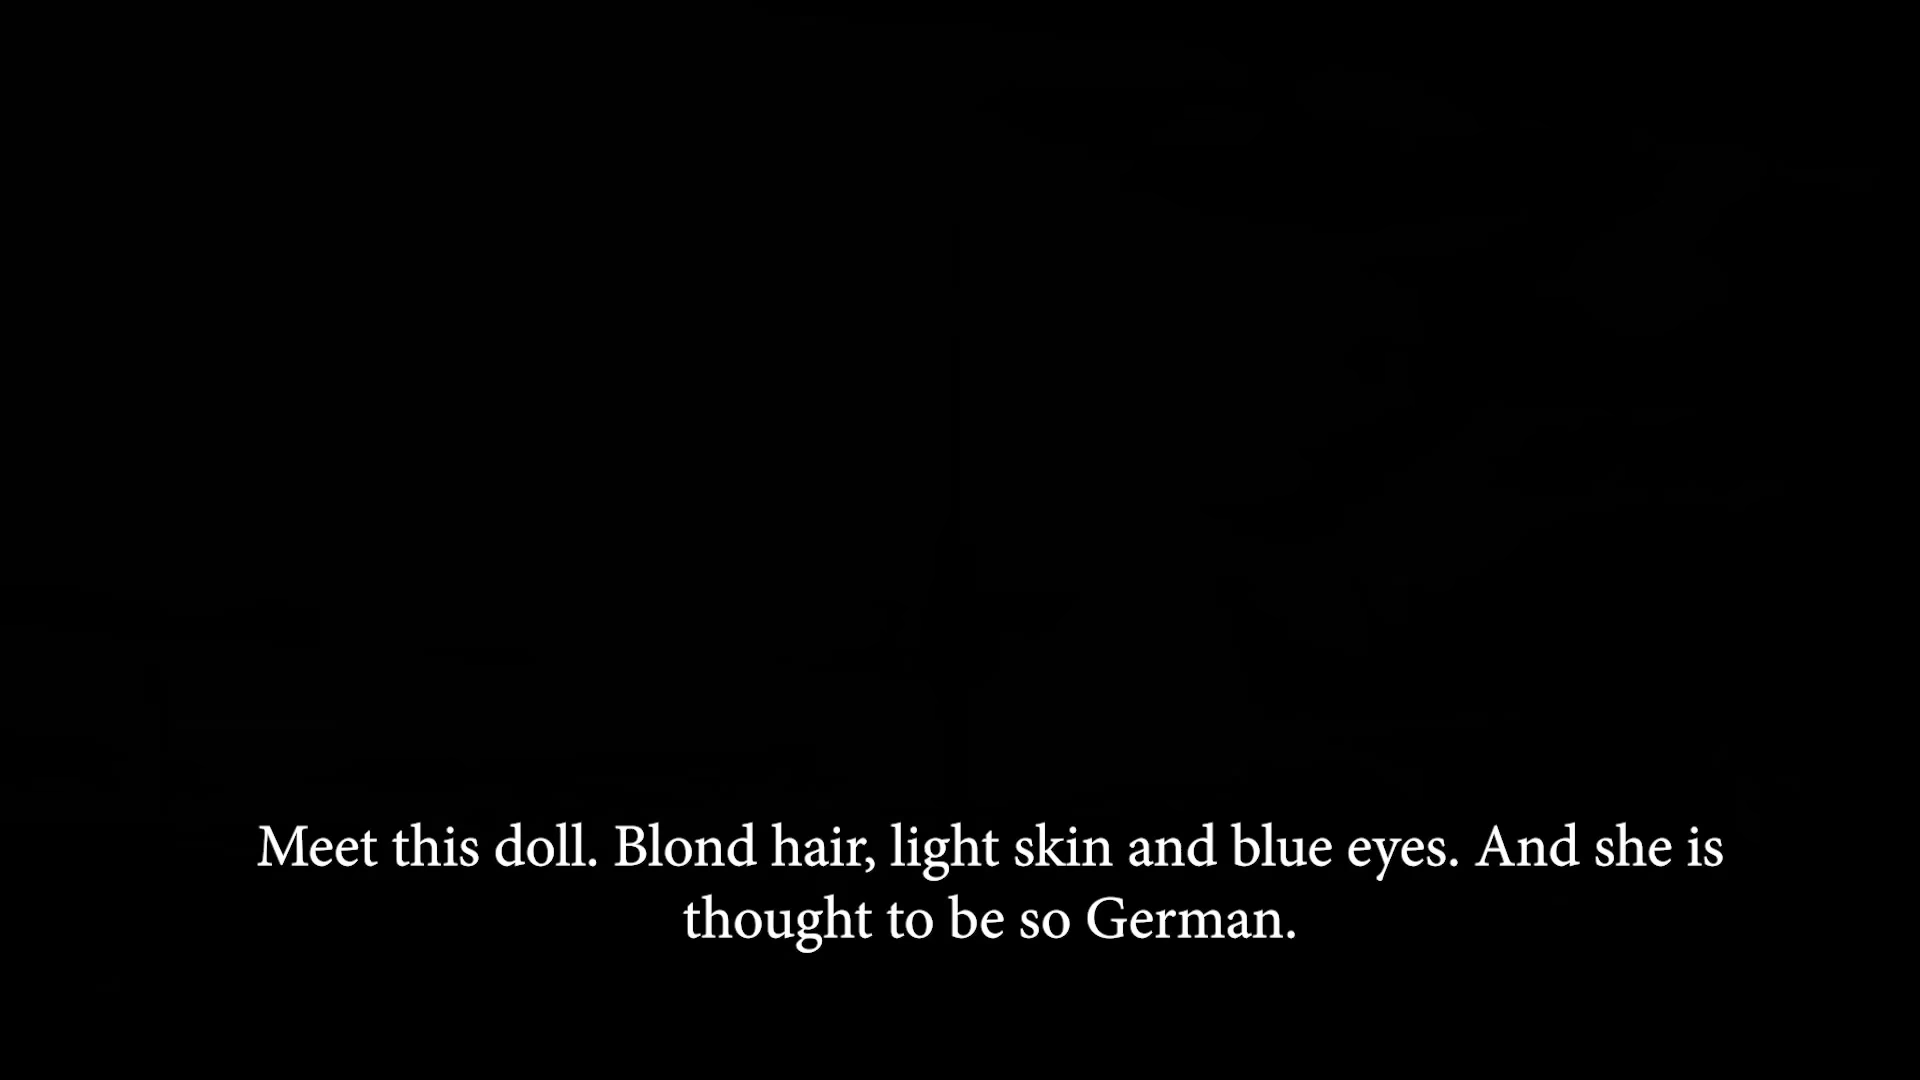 Meet this doll. Blond hair, light skin and blue eyes. And she is
thought to be so German.